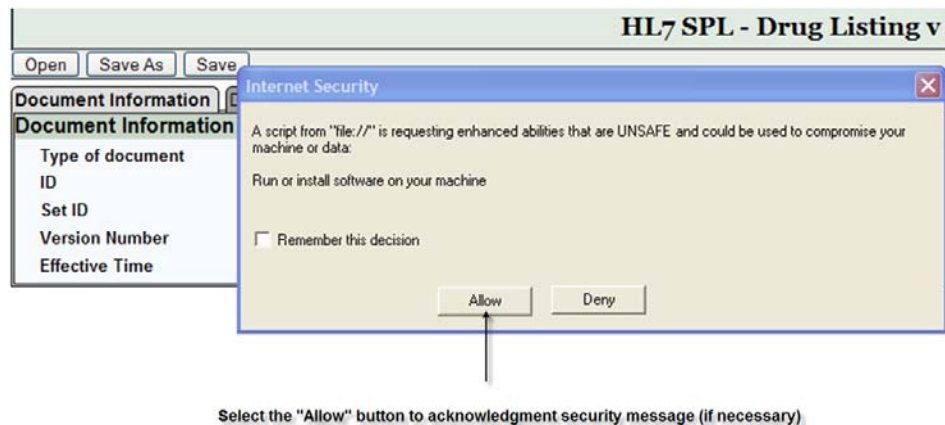 HL7 SPL - Drug Listing v
Open Save As Save
Document Information
Internet Security
Document Information
Type of document
ID
Set ID
Version Number
Effective Time
A script from "file://" is requesting enhanced abilities that are UNSAFE and could be used to compromise your
machine or data:
Run or install software on your machine
Remember this decision
Allow Deny
Select the "Allow" button to acknowledgment security message (if necessary)